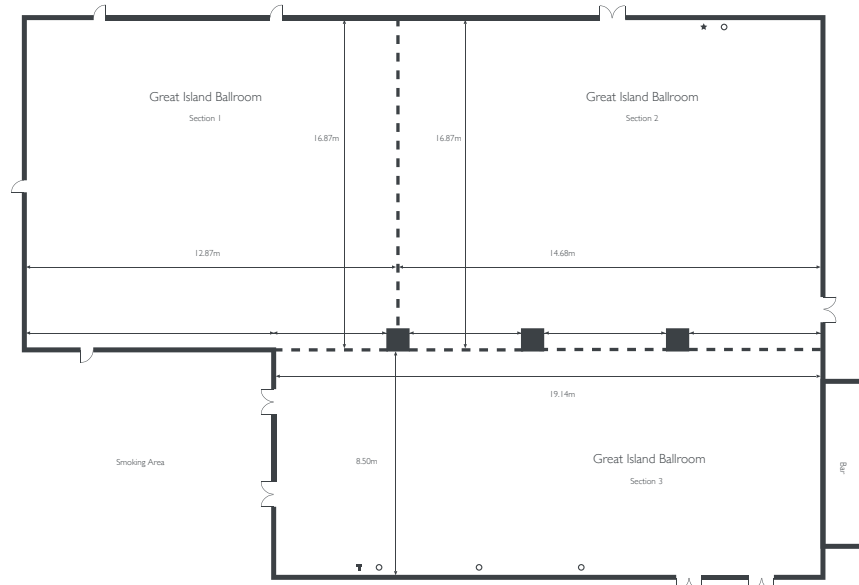 Great Island Ballroom
Section 1
Great Island Ballroom
Section 2
16.87m
16.87m
12.87m
14.68m
19.14m
Smoking Area
8.50m
Great Island Ballroom
Section 3
Bar